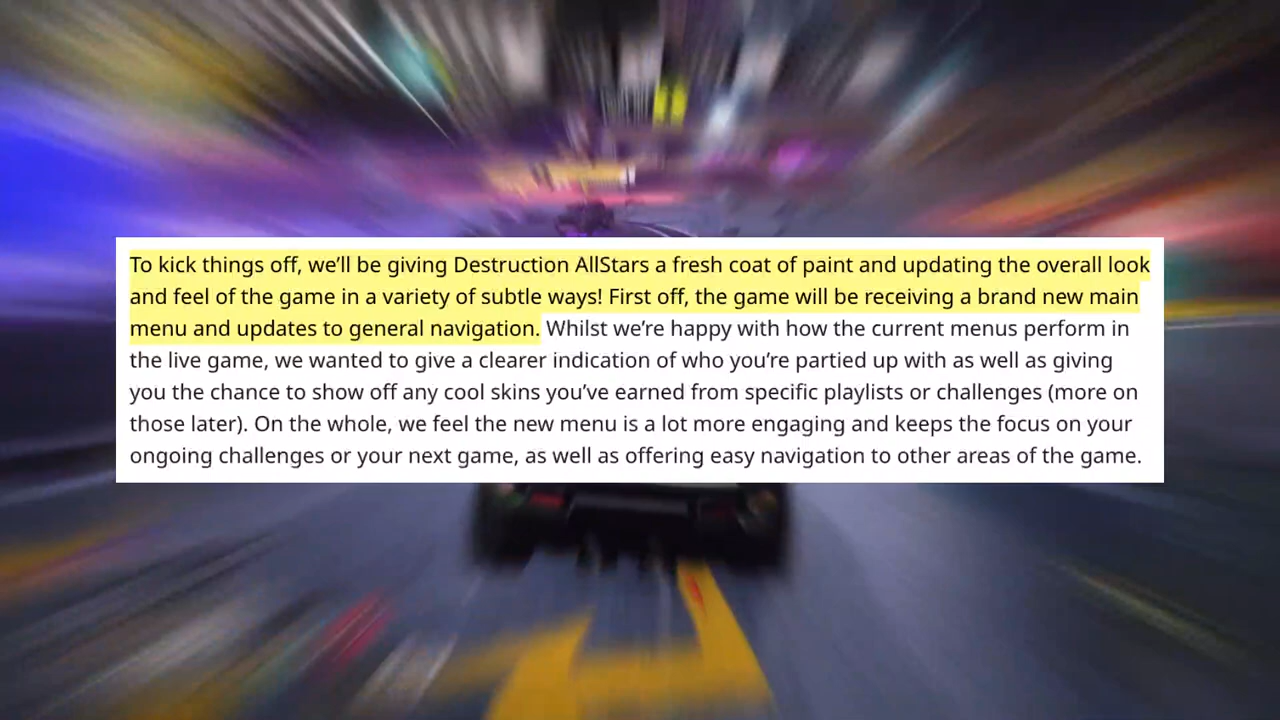 To kick things off, we’ll be giving Destruction AllStars a fresh coat of paint and updating the overall look
and feel of the game in a variety of subtle ways! First off, the game will be receiving a brand new main
menu and updates to general navigation. Whilst we’re happy with how the current menus perform in
the live game, we wanted to give a clearer indication of who you’re partied up with as well as giving
you the chance to show off any cool skins you’ve earned from specific playlists or challenges (more on
those later). On the whole, we feel the new menu is a lot more engaging and keeps the focus on your
ongoing challenges or your next game, as well as offering easy navigation to other areas of the game.